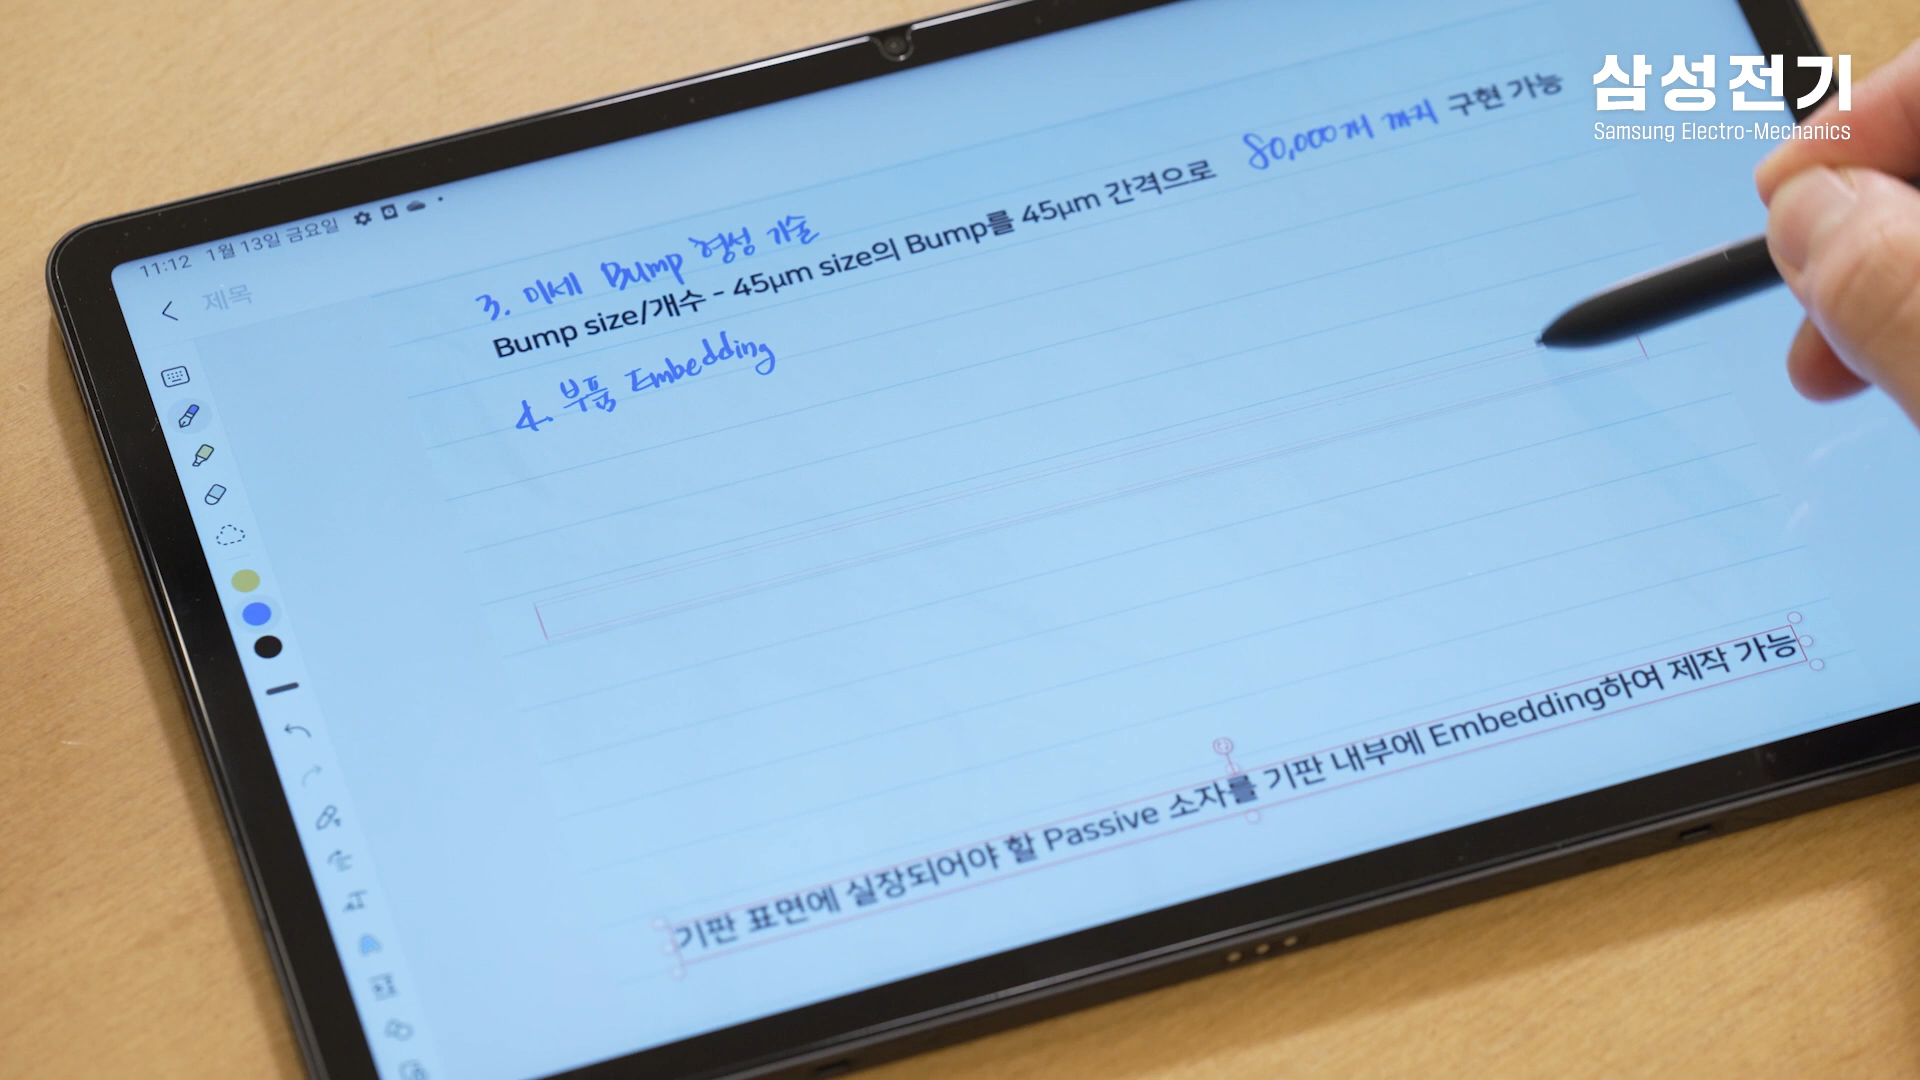 삼성전기
Samsung Electro-Mechanics
11:12 1월 13일 금요일
제목
3. 미세 Bump 형성 기술
Bump size/개수 - 45μm size의 Bump를 45μm 간격으로 80,000개 까지 구현 가능
4. 부품 Embedding
기판 표면에 실장되어야 할 Passive 소자를 기판 내부에 Embedding하여 제작 가능